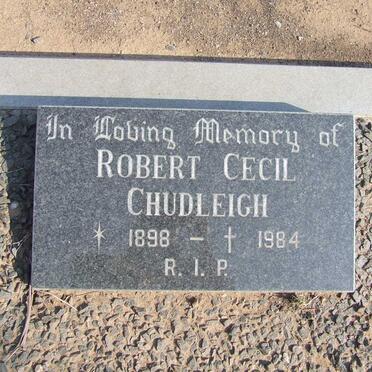 In Loving Memory of
ROBERT CECIL
CHUDLEIGH
* 1898 – † 1984
R. I. P.